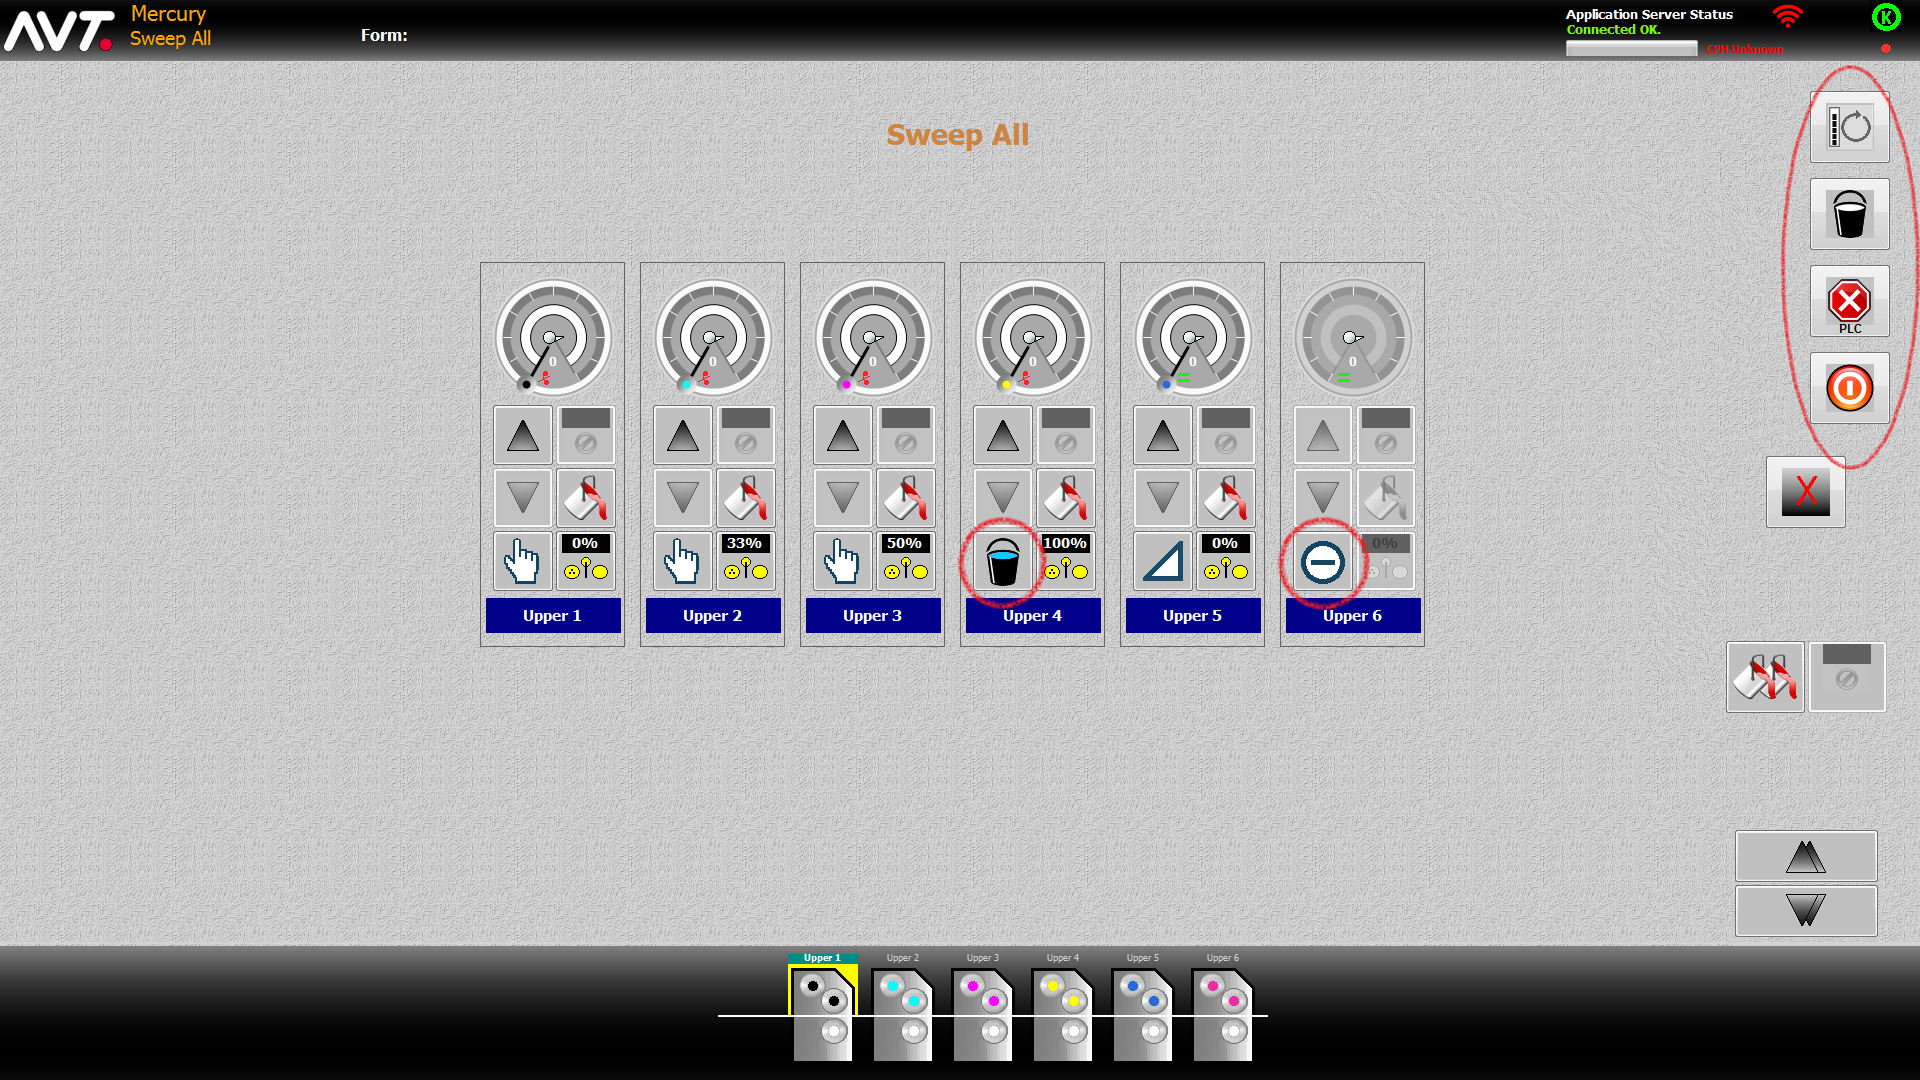 AVT.
Mercury
Sweep All
Form:
Application Server Status
Connected OK.
CPH Unknown
K
Sweep All
PLC
X
0
0
0
0
0
0
0%
33%
50%
100%
0%
0%
Upper 1
Upper 2
Upper 3
Upper 4
Upper 5
Upper 6
Upper 1
Upper 2
Upper 3
Upper 4
Upper 5
Upper 6